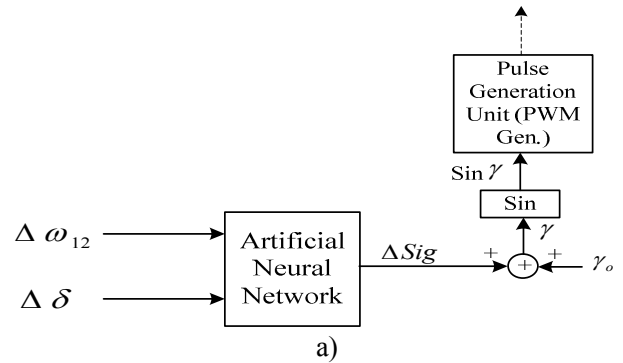 Pulse
Generation
Unit (PWM
Gen.)
Sin γ
Sin
γ
Δ ω₁₂
Δ δ
Artificial
Neural
Network
ΔSig
+
+
+
γₒ
a)